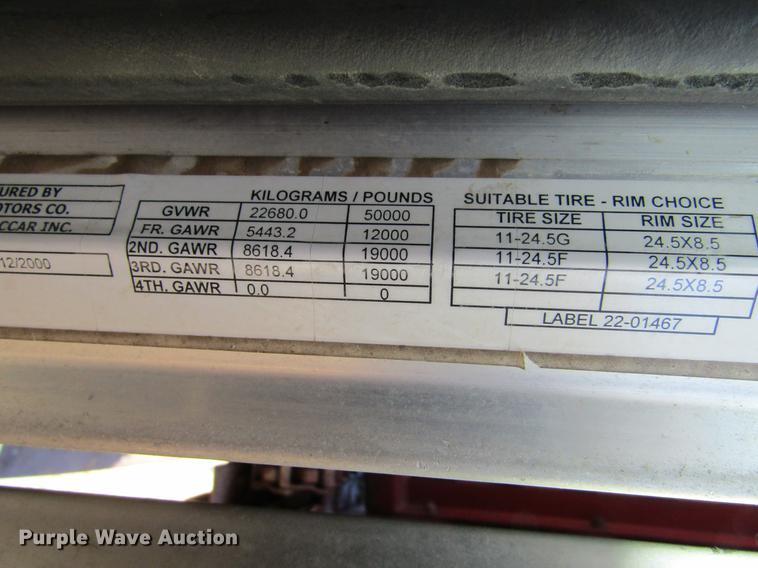 URED BY
OTORS CO.
CCAR INC.
12/2000
KILOGRAMS / POUNDS
GVWR 22680.0 50000
FR. GAWR 5443.2 12000
2ND. GAWR 8618.4 19000
3RD. GAWR 8618.4 19000
4TH. GAWR 0.0 0
SUITABLE TIRE - RIM CHOICE
TIRE SIZE RIM SIZE
11-24.5G 24.5X8.5
11-24.5F 24.5X8.5
11-24.5F 24.5X8.5
LABEL 22-01467
Purple Wave Auction